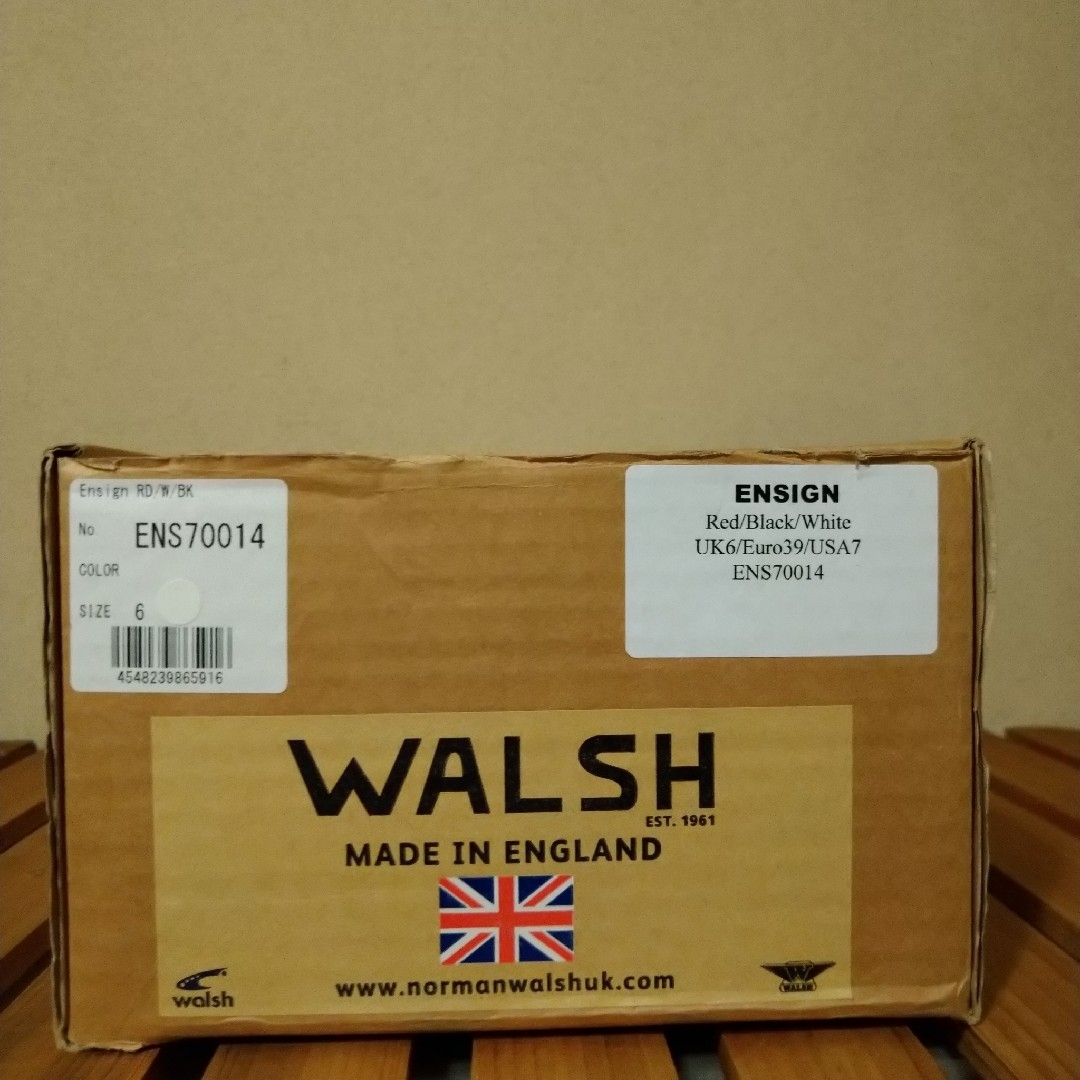 Ensign RD/W/BK
No ENS70014
COLOR
SIZE 6
4548239865916
ENSIGN
Red/Black/White
UK6/Euro39/USA7
ENS70014
WALSH
EST. 1961
MADE IN ENGLAND
www.normanwalshuk.com
walsh
W
WALSH